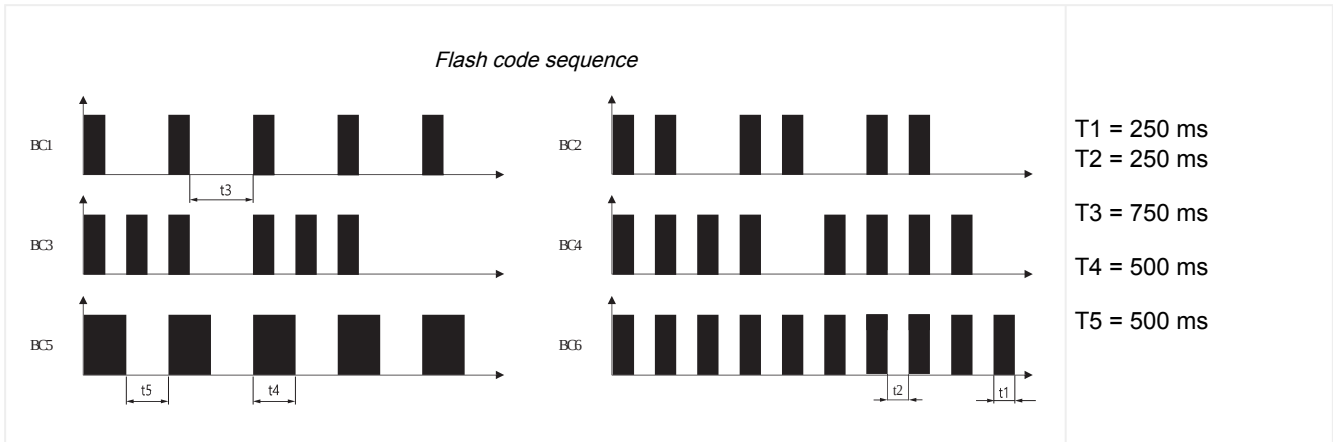 Flash code sequence
BC1
t3
BC2
BC3
BC4
BC5
t5
t4
BC6
t2
t1
T1 = 250 ms
T2 = 250 ms
T3 = 750 ms
T4 = 500 ms
T5 = 500 ms